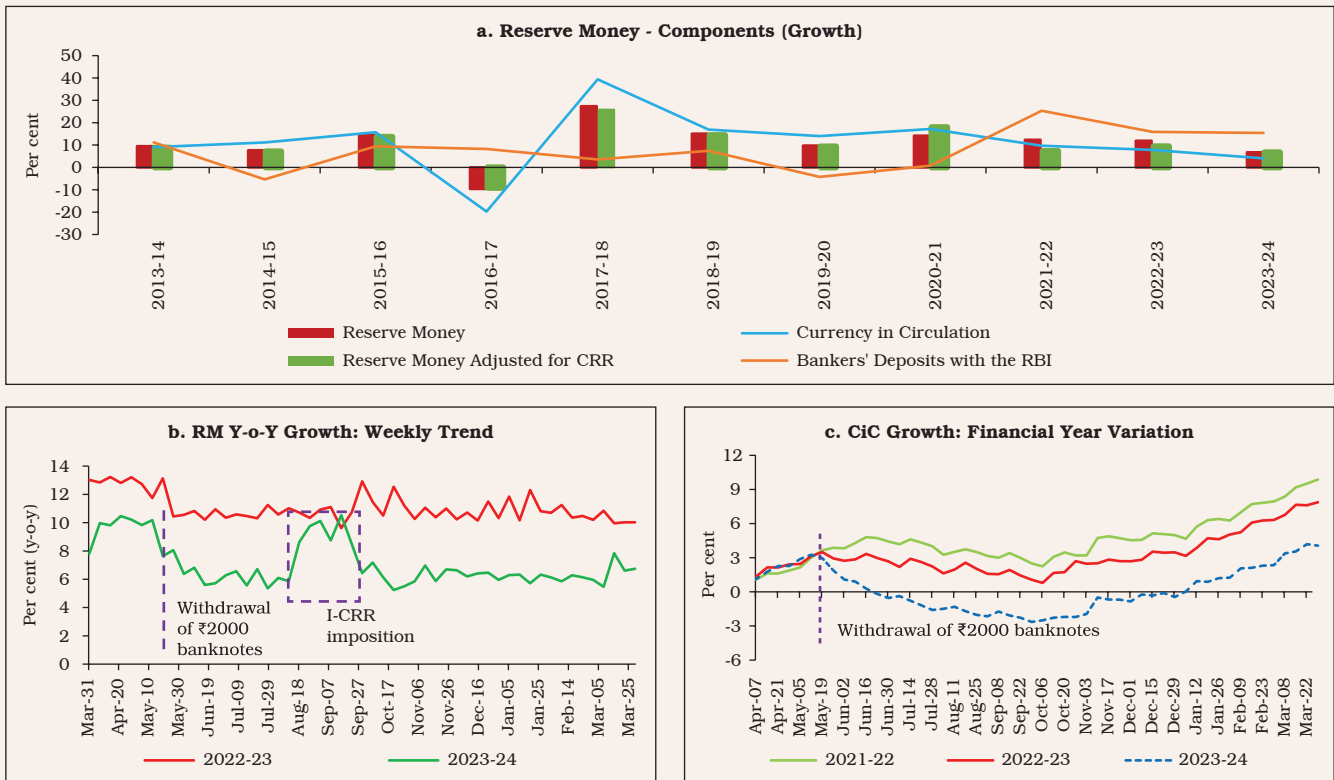 a. Reserve Money - Components (Growth)
Per cent
50
40
30
20
10
0
-10
-20
-30
2013-14
2014-15
2015-16
2016-17
2017-18
2018-19
2019-20
2020-21
2021-22
2022-23
2023-24
Reserve Money
Currency in Circulation
Reserve Money Adjusted for CRR
Bankers' Deposits with the RBI
b. RM Y-o-Y Growth: Weekly Trend
Per cent (y-o-y)
14
12
10
8
6
4
2
0
Withdrawal
of ₹2000
banknotes
I-CRR
imposition
Mar-31
Apr-20
May-10
May-30
Jun-19
Jul-09
Jul-29
Aug-18
Sep-07
Sep-27
Oct-17
Nov-06
Nov-26
Dec-16
Jan-05
Jan-25
Feb-14
Mar-05
Mar-25
2022-23
2023-24
c. CiC Growth: Financial Year Variation
Per cent
12
9
6
3
0
-3
-6
Withdrawal of ₹2000 banknotes
Apr-07
Apr-21
May-05
May-19
Jun-02
Jun-16
Jun-30
Jul-14
Jul-28
Aug-11
Aug-25
Sep-08
Sep-22
Oct-06
Oct-20
Nov-03
Nov-17
Dec-01
Dec-15
Dec-29
Jan-12
Jan-26
Feb-09
Feb-23
Mar-08
Mar-22
2021-22
2022-23
2023-24